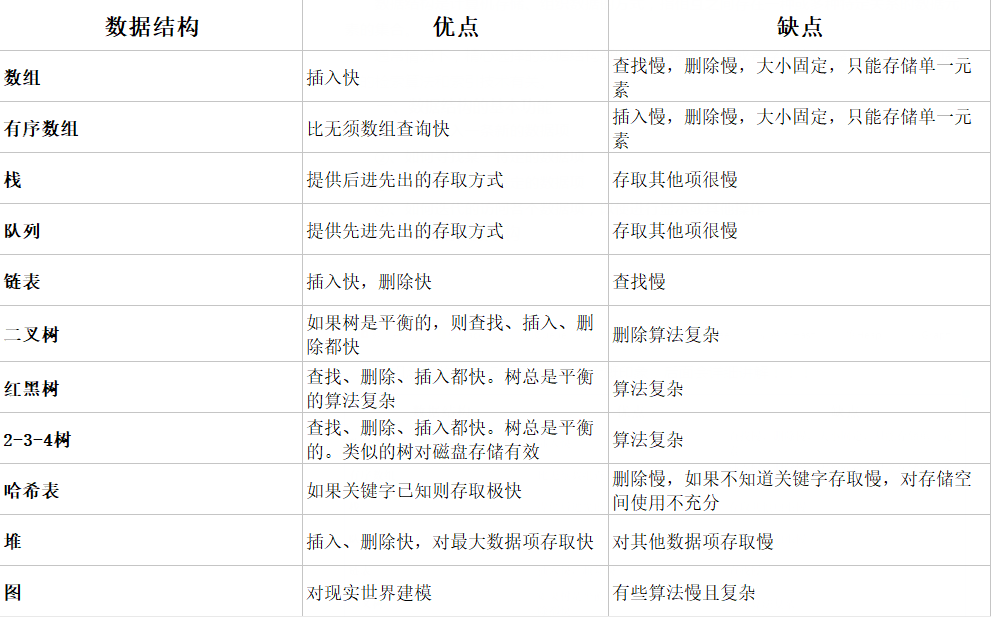 数据结构 优点 缺点
数组 插入快 查找慢，删除慢，大小固定，只能存储单一元
素
有序数组 比无须数组查询快 插入慢，删除慢，大小固定，只能存储单一元
素
栈 提供后进先出的存取方式 存取其他项很慢
队列 提供先进先出的存取方式 存取其他项很慢
链表 插入快，删除快 查找慢
二叉树 如果树是平衡的，则查找、插入、删
除都快 删除算法复杂
红黑树 查找、删除、插入都快。树总是平衡
的算法复杂 算法复杂
2-3-4树 查找、删除、插入都快。树总是平衡
的。类似的树对磁盘存储有效 算法复杂
哈希表 如果关键字已知则存取极快 删除慢，如果不知道关键字存取慢，对存储空
间使用不充分
堆 插入、删除快，对最大数据项存取快 对其他数据项存取慢
图 对现实世界建模 有些算法慢且复杂